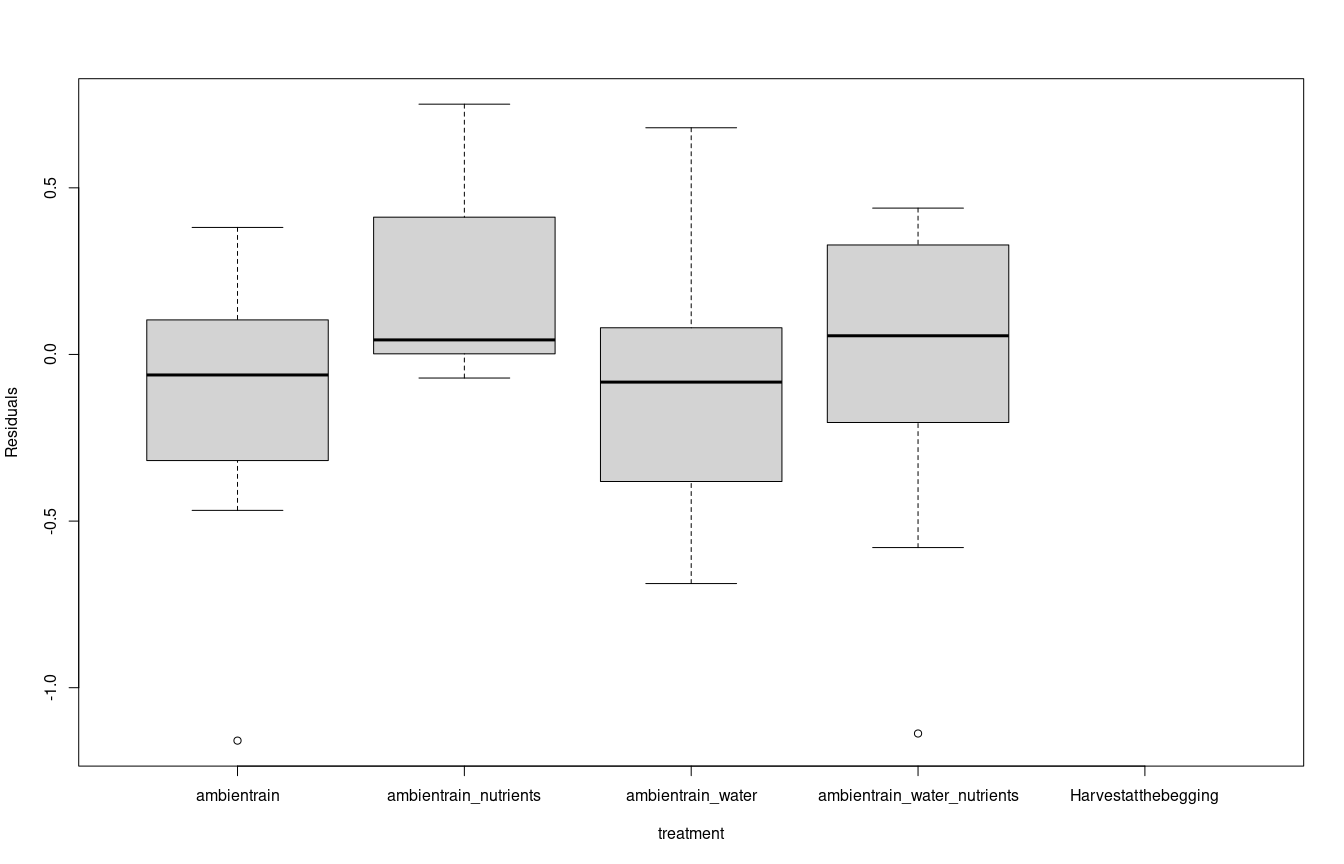 0.5
0.0
-0.5
-1.0
Residuals
ambientrain ambientrain_nutrients ambientrain_water ambientrain_water_nutrients Harvestatthebegging
treatment